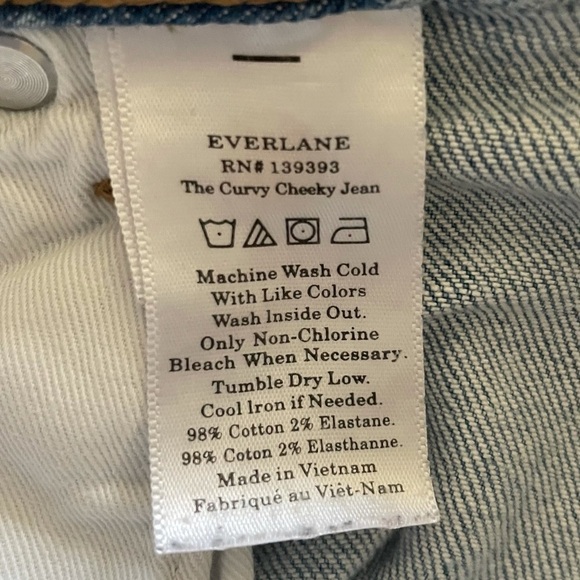 EVERLANE
RN# 139393
The Curvy Cheeky Jean
Machine Wash Cold
With Like Colors
Wash Inside Out.
Only Non-Chlorine
Bleach When Necessary.
Tumble Dry Low.
Cool Iron if Needed.
98% Cotton 2% Elastane.
98% Coton 2% Elasthanne.
Made in Vietnam
Fabriqué au Viêt-Nam